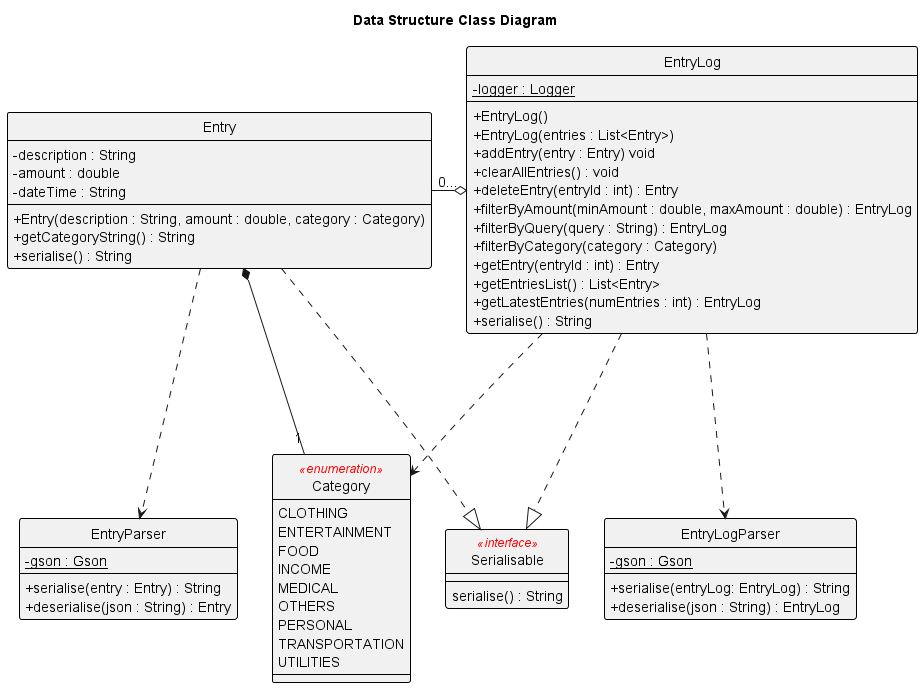 Data Structure Class Diagram
EntryLog
-logger : Logger
+EntryLog()
+EntryLog(entries : List<Entry>)
+addEntry(entry : Entry) void
+clearAllEntries() : void
+deleteEntry(entryId : int) : Entry
+filterByAmount(minAmount : double, maxAmount : double) : EntryLog
+filterByQuery(query : String) : EntryLog
+filterByCategory(category : Category)
+getEntry(entryId : int) : Entry
+getEntriesList() : List<Entry>
+getLatestEntries(numEntries : int) : EntryLog
+serialise() : String
Entry
-description : String
-amount : double
-dateTime : String
+Entry(description : String, amount : double, category : Category)
+getCategoryString() : String
+serialise() : String
0...
1
«enumeration»
Category
CLOTHING
ENTERTAINMENT
FOOD
INCOME
MEDICAL
OTHERS
PERSONAL
TRANSPORTATION
UTILITIES
EntryParser
-gson : Gson
+serialise(entry : Entry) : String
+deserialise(json : String) : Entry
«interface»
Serialisable
serialise() : String
EntryLogParser
-gson : Gson
+serialise(entryLog: EntryLog) : String
+deserialise(json : String) : EntryLog